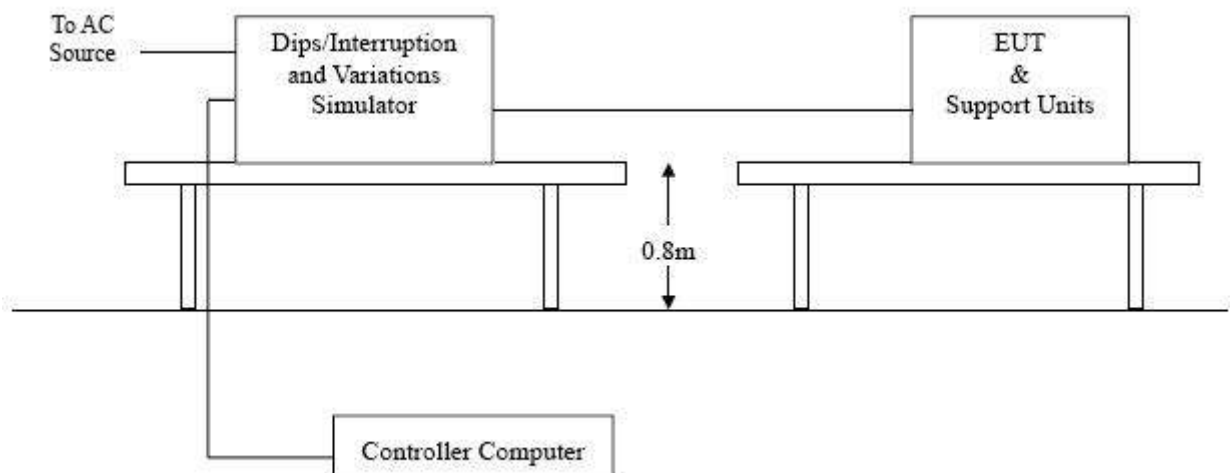 To AC
Source
Dips/Interruption
and Variations
Simulator
EUT
&
Support Units
0.8m
Controller Computer